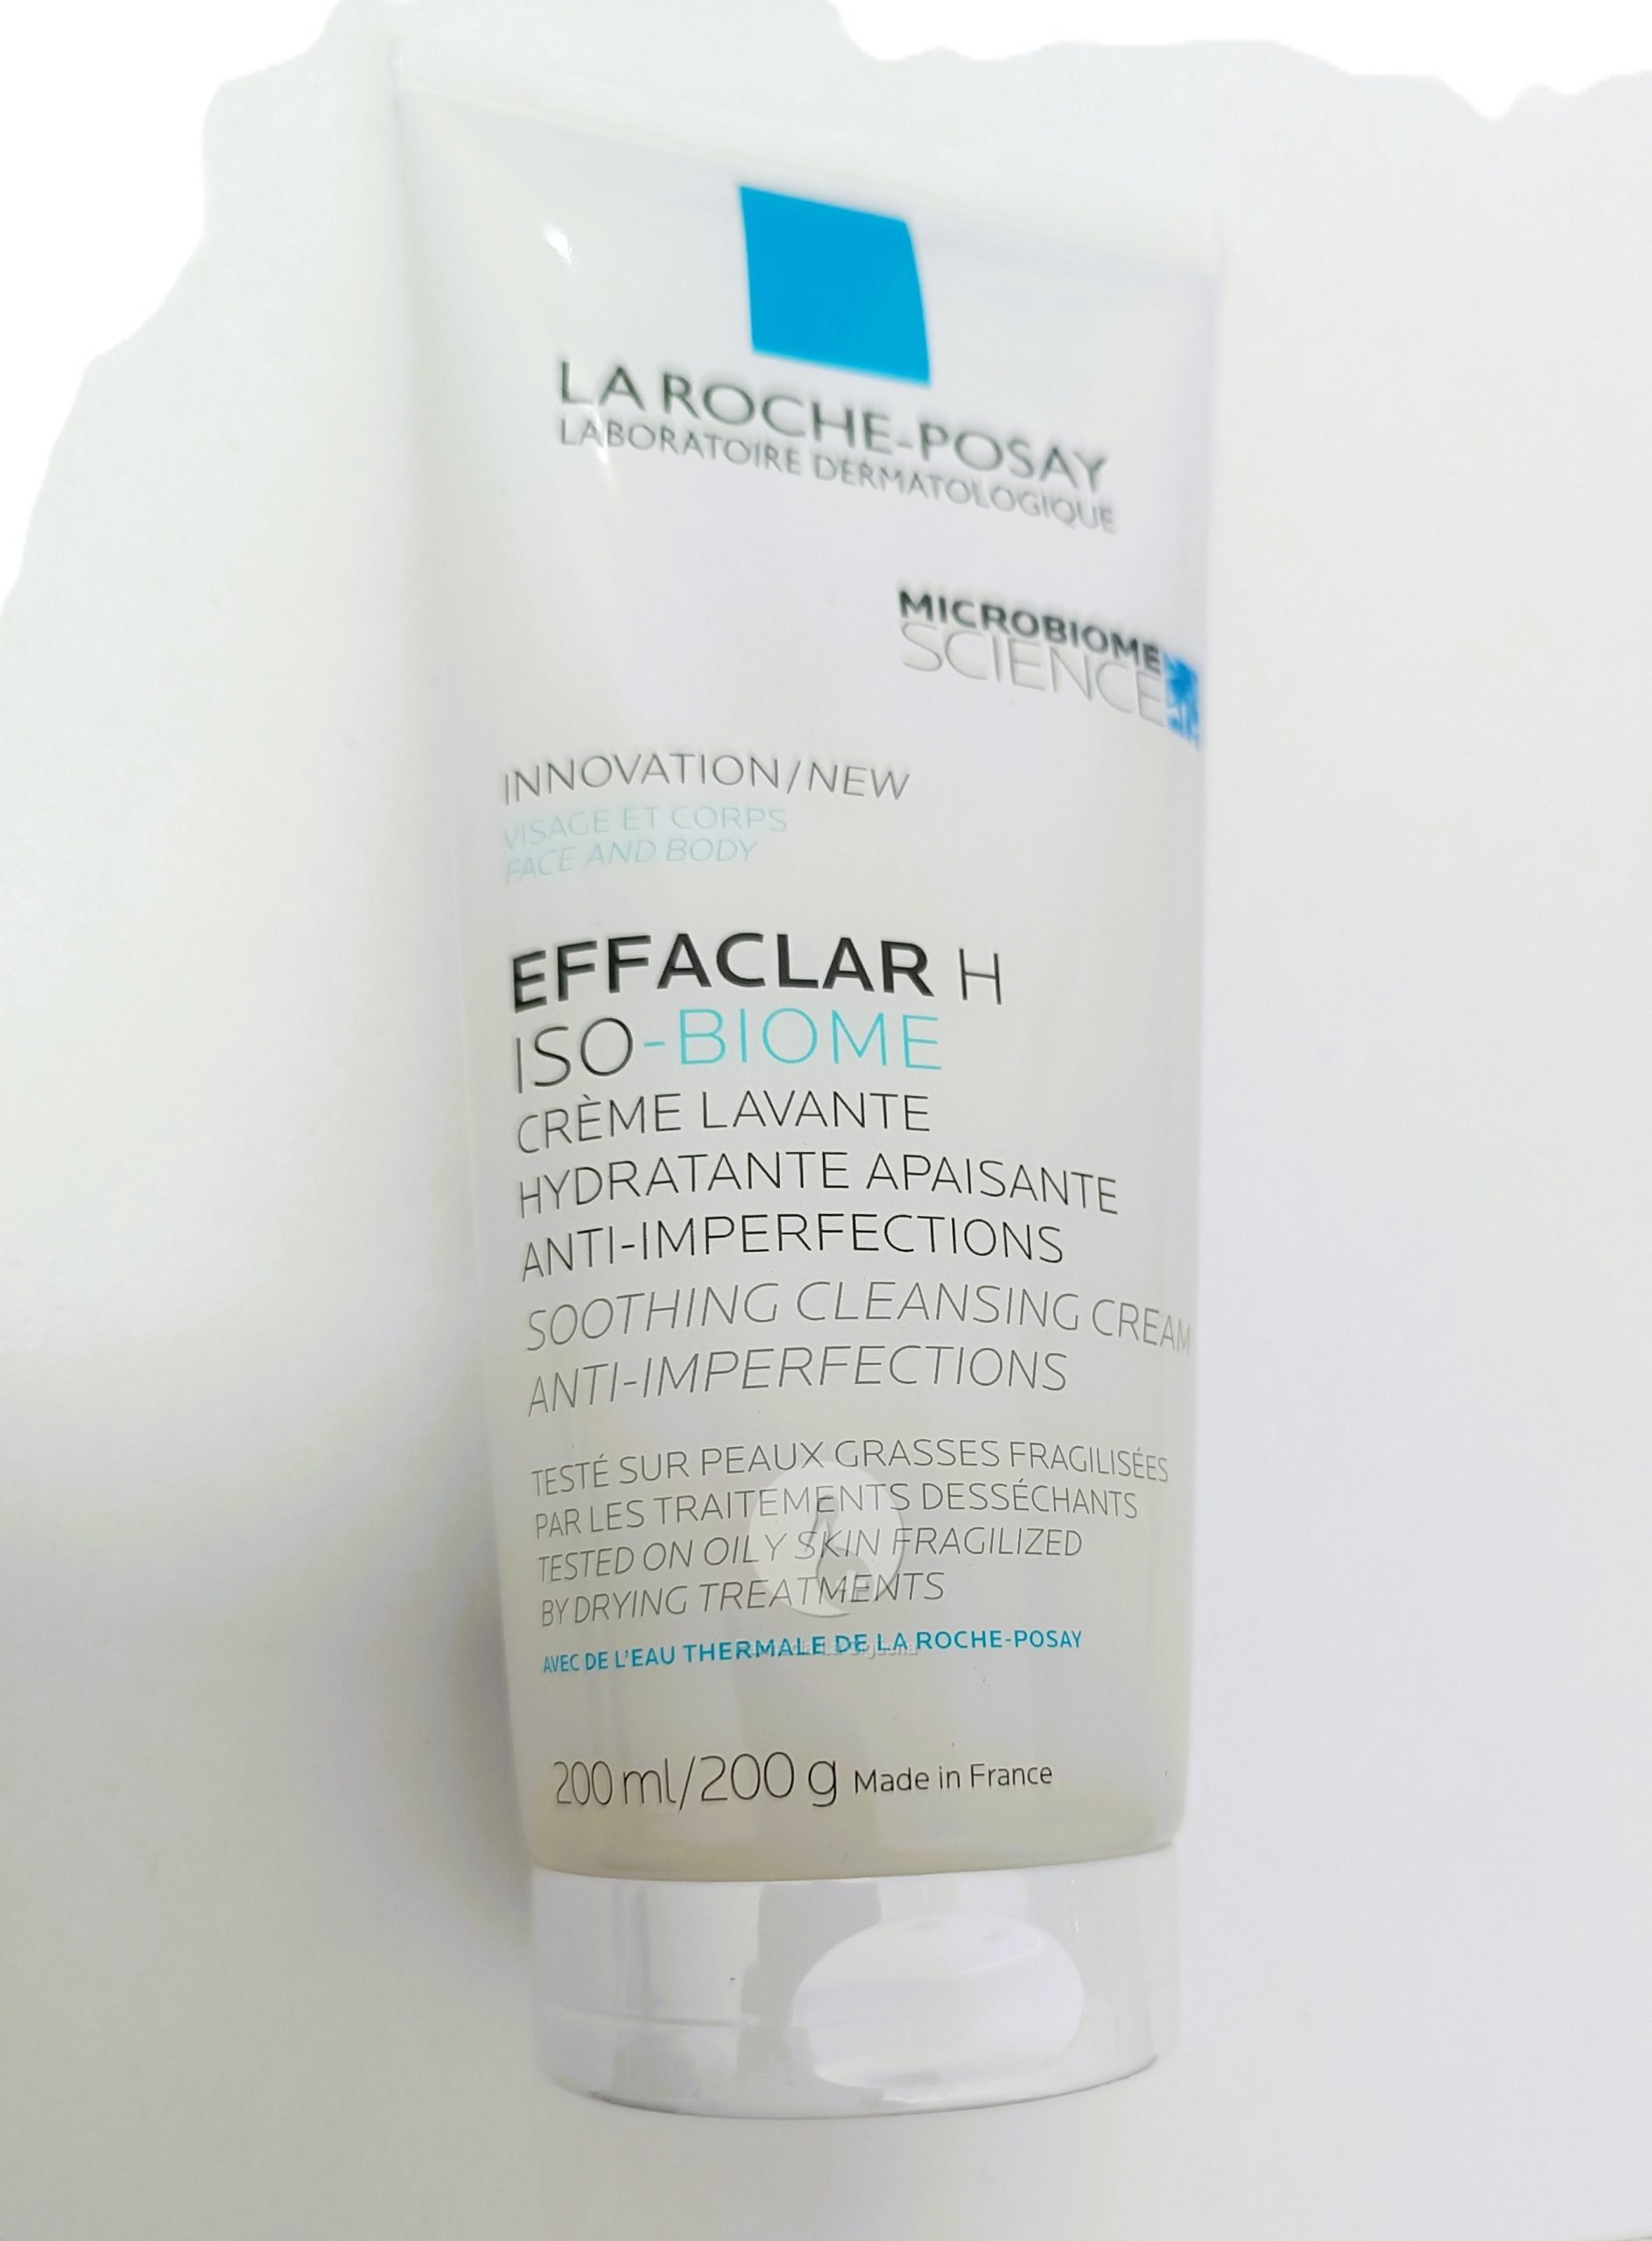 LA ROCHE-POSAY
LABORATOIRE DERMATOLOGIQUE
MICROBIOME
SCIENCE
INNOVATION/NEW
VISAGE ET CORPS
FACE AND BODY
EFFACLAR H
ISO-BIOME
CRÈME LAVANTE
HYDRATANTE APAISANTE
ANTI-IMPERFECTIONS
SOOTHING CLEANSING CREAM
ANTI-IMPERFECTIONS
TESTÉ SUR PEAUX GRASSES FRAGILISÉES
PAR LES TRAITEMENTS DESSÉCHANTS
TESTED ON OILY SKIN FRAGILIZED
BY DRYING TREATMENTS
AVEC DE L'EAU THERMALE DE LA ROCHE-POSAY
200 ml/200 g Made in France